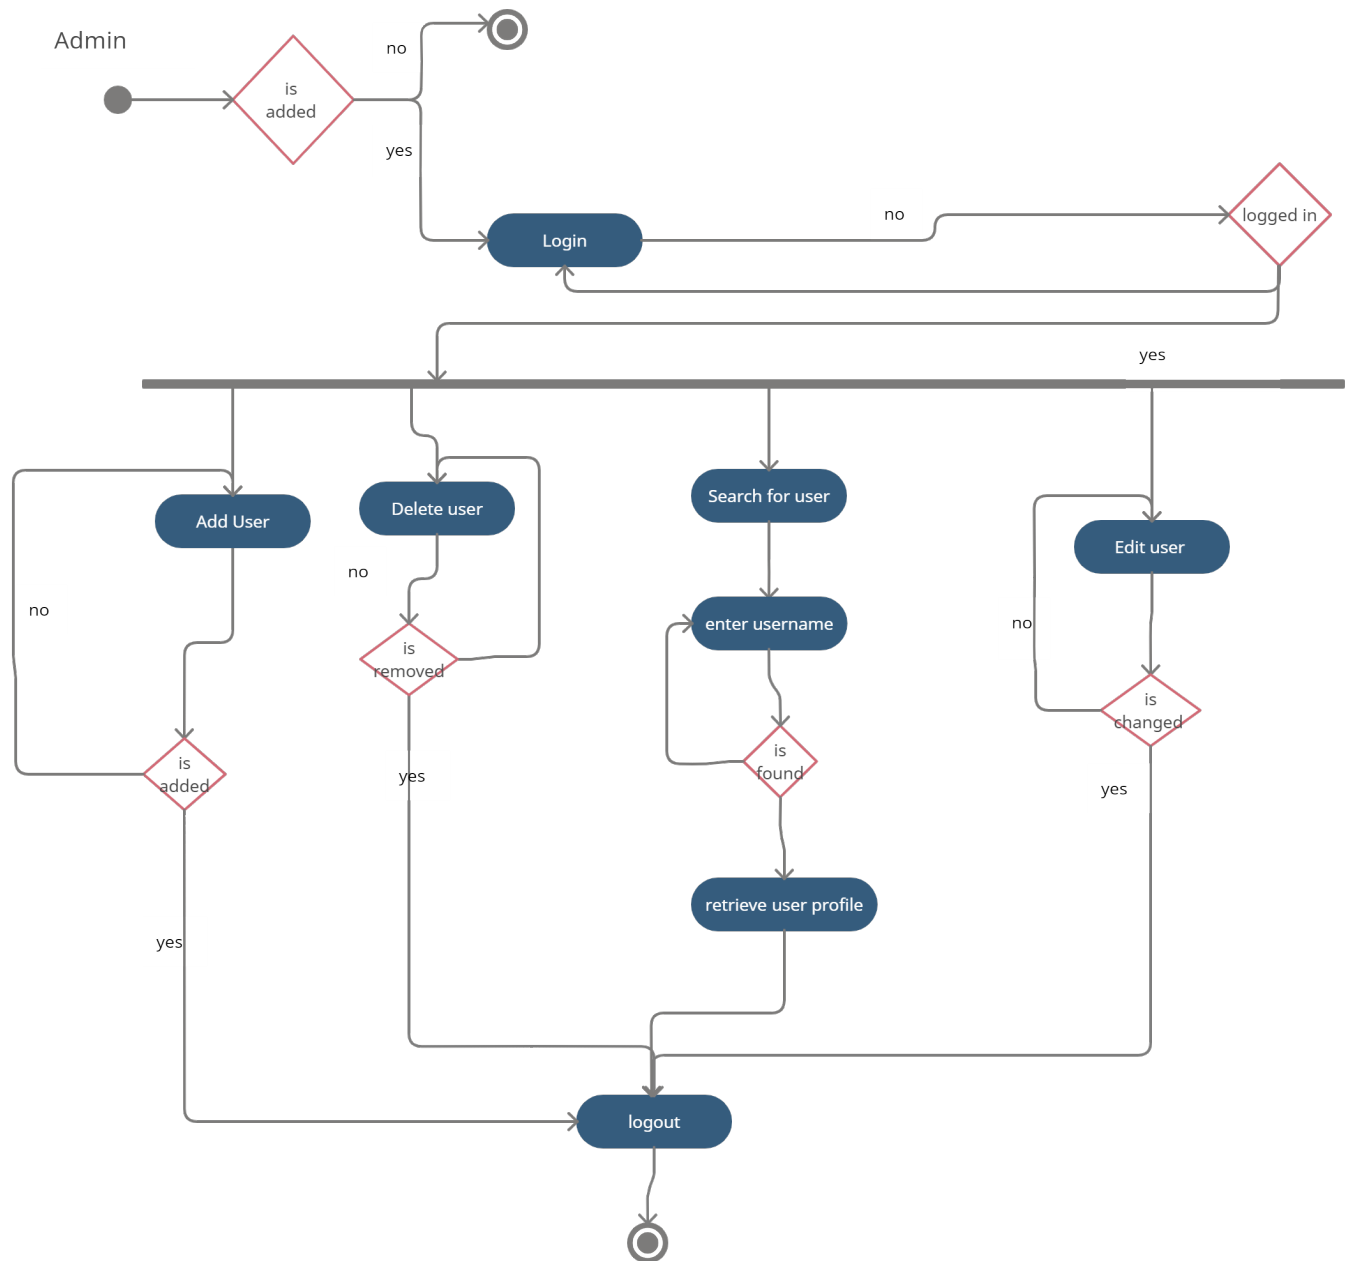 Admin
no
is
added
yes
Login
no
logged in
yes
Add User
Delete user
Search for user
Edit user
no
no
enter username
no
is
removed
is
changed
is
added
yes
is
found
yes
retrieve user profile
yes
logout